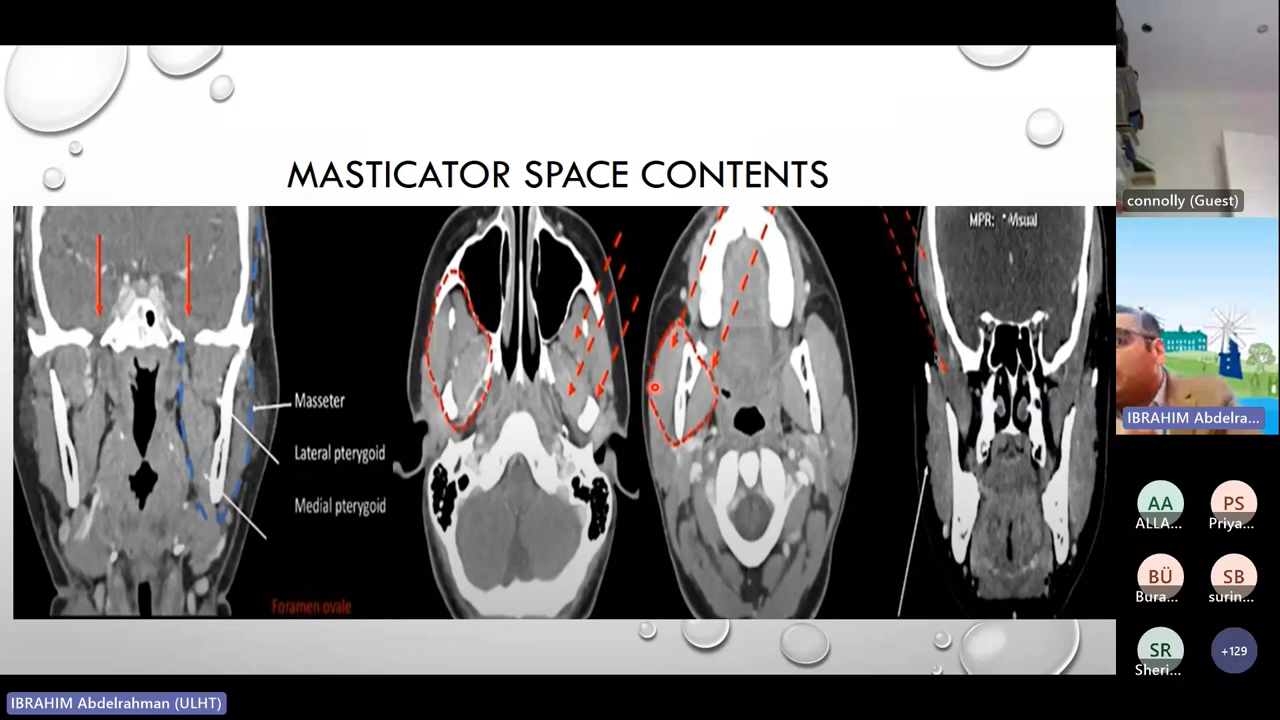 MASTICATOR SPACE CONTENTS
MPR: *Visual
Masseter
Lateral pterygoid
Medial pterygoid
Foramen ovale
connolly (Guest)
IBRAHIM Abdelra...
AA
ALLA...
PS
Priya...
BÜ
Bura...
SB
surin...
SR
Sheri...
+129
IBRAHIM Abdelrahman (ULHT)